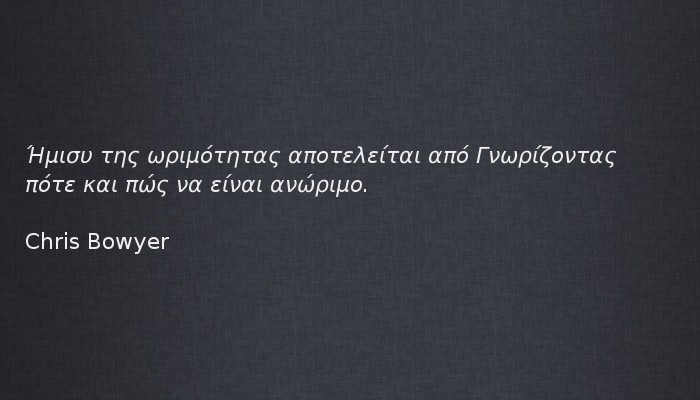 Ήμισυ της ωριμότητας αποτελείται από Γνωρίζοντας
πότε και πώς να είναι ανώριμο.
Chris Bowyer